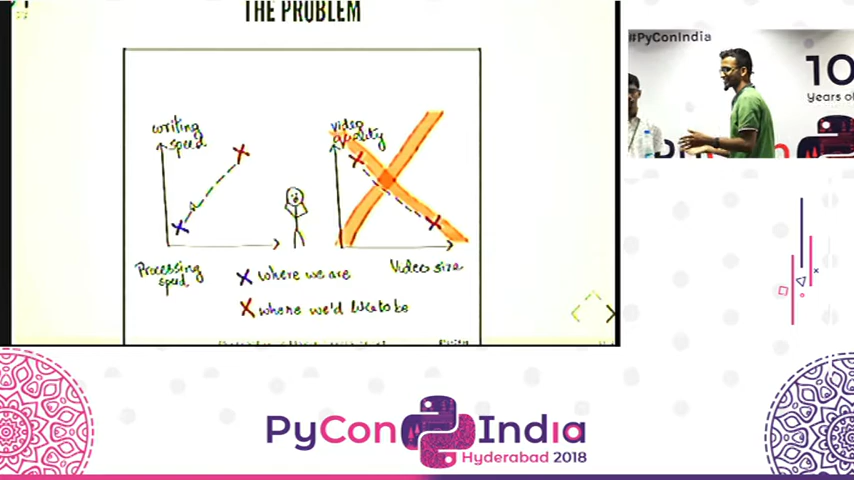 THE PROBLEM
writing
speed
video
quality
Processing
speed
Video size
where we are
where we'd like to be
#PyConIndia
10
Years of
PyCon India
Hyderabad 2018